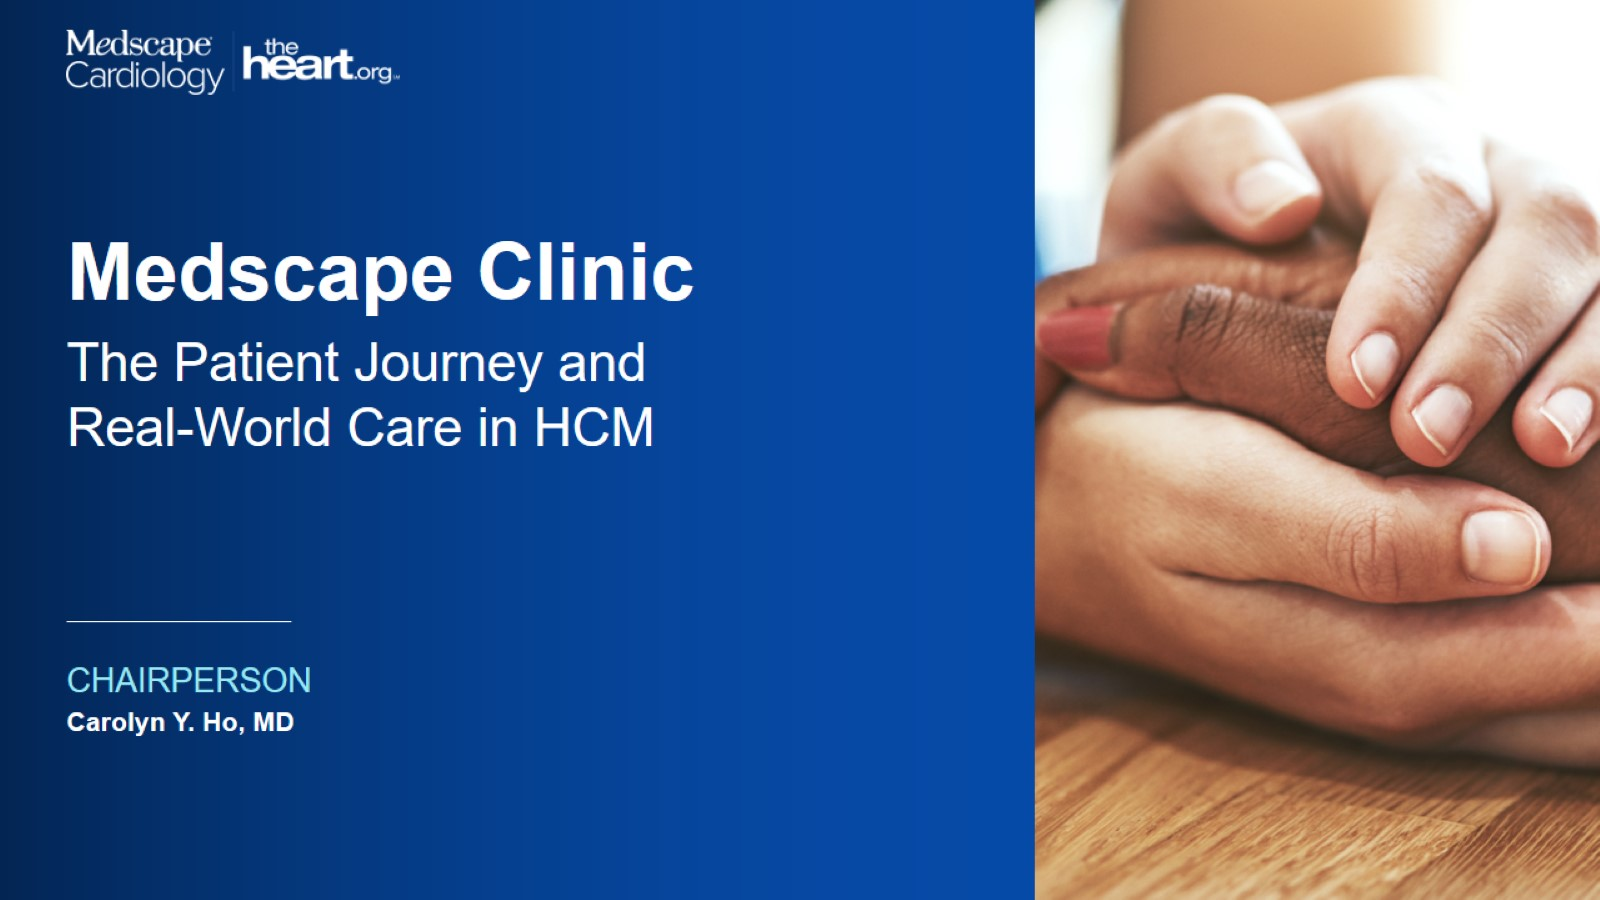 Medscape
Cardiology
the
heart.org
Medscape Clinic
The Patient Journey and
Real-World Care in HCM
CHAIRPERSON
Carolyn Y. Ho, MD